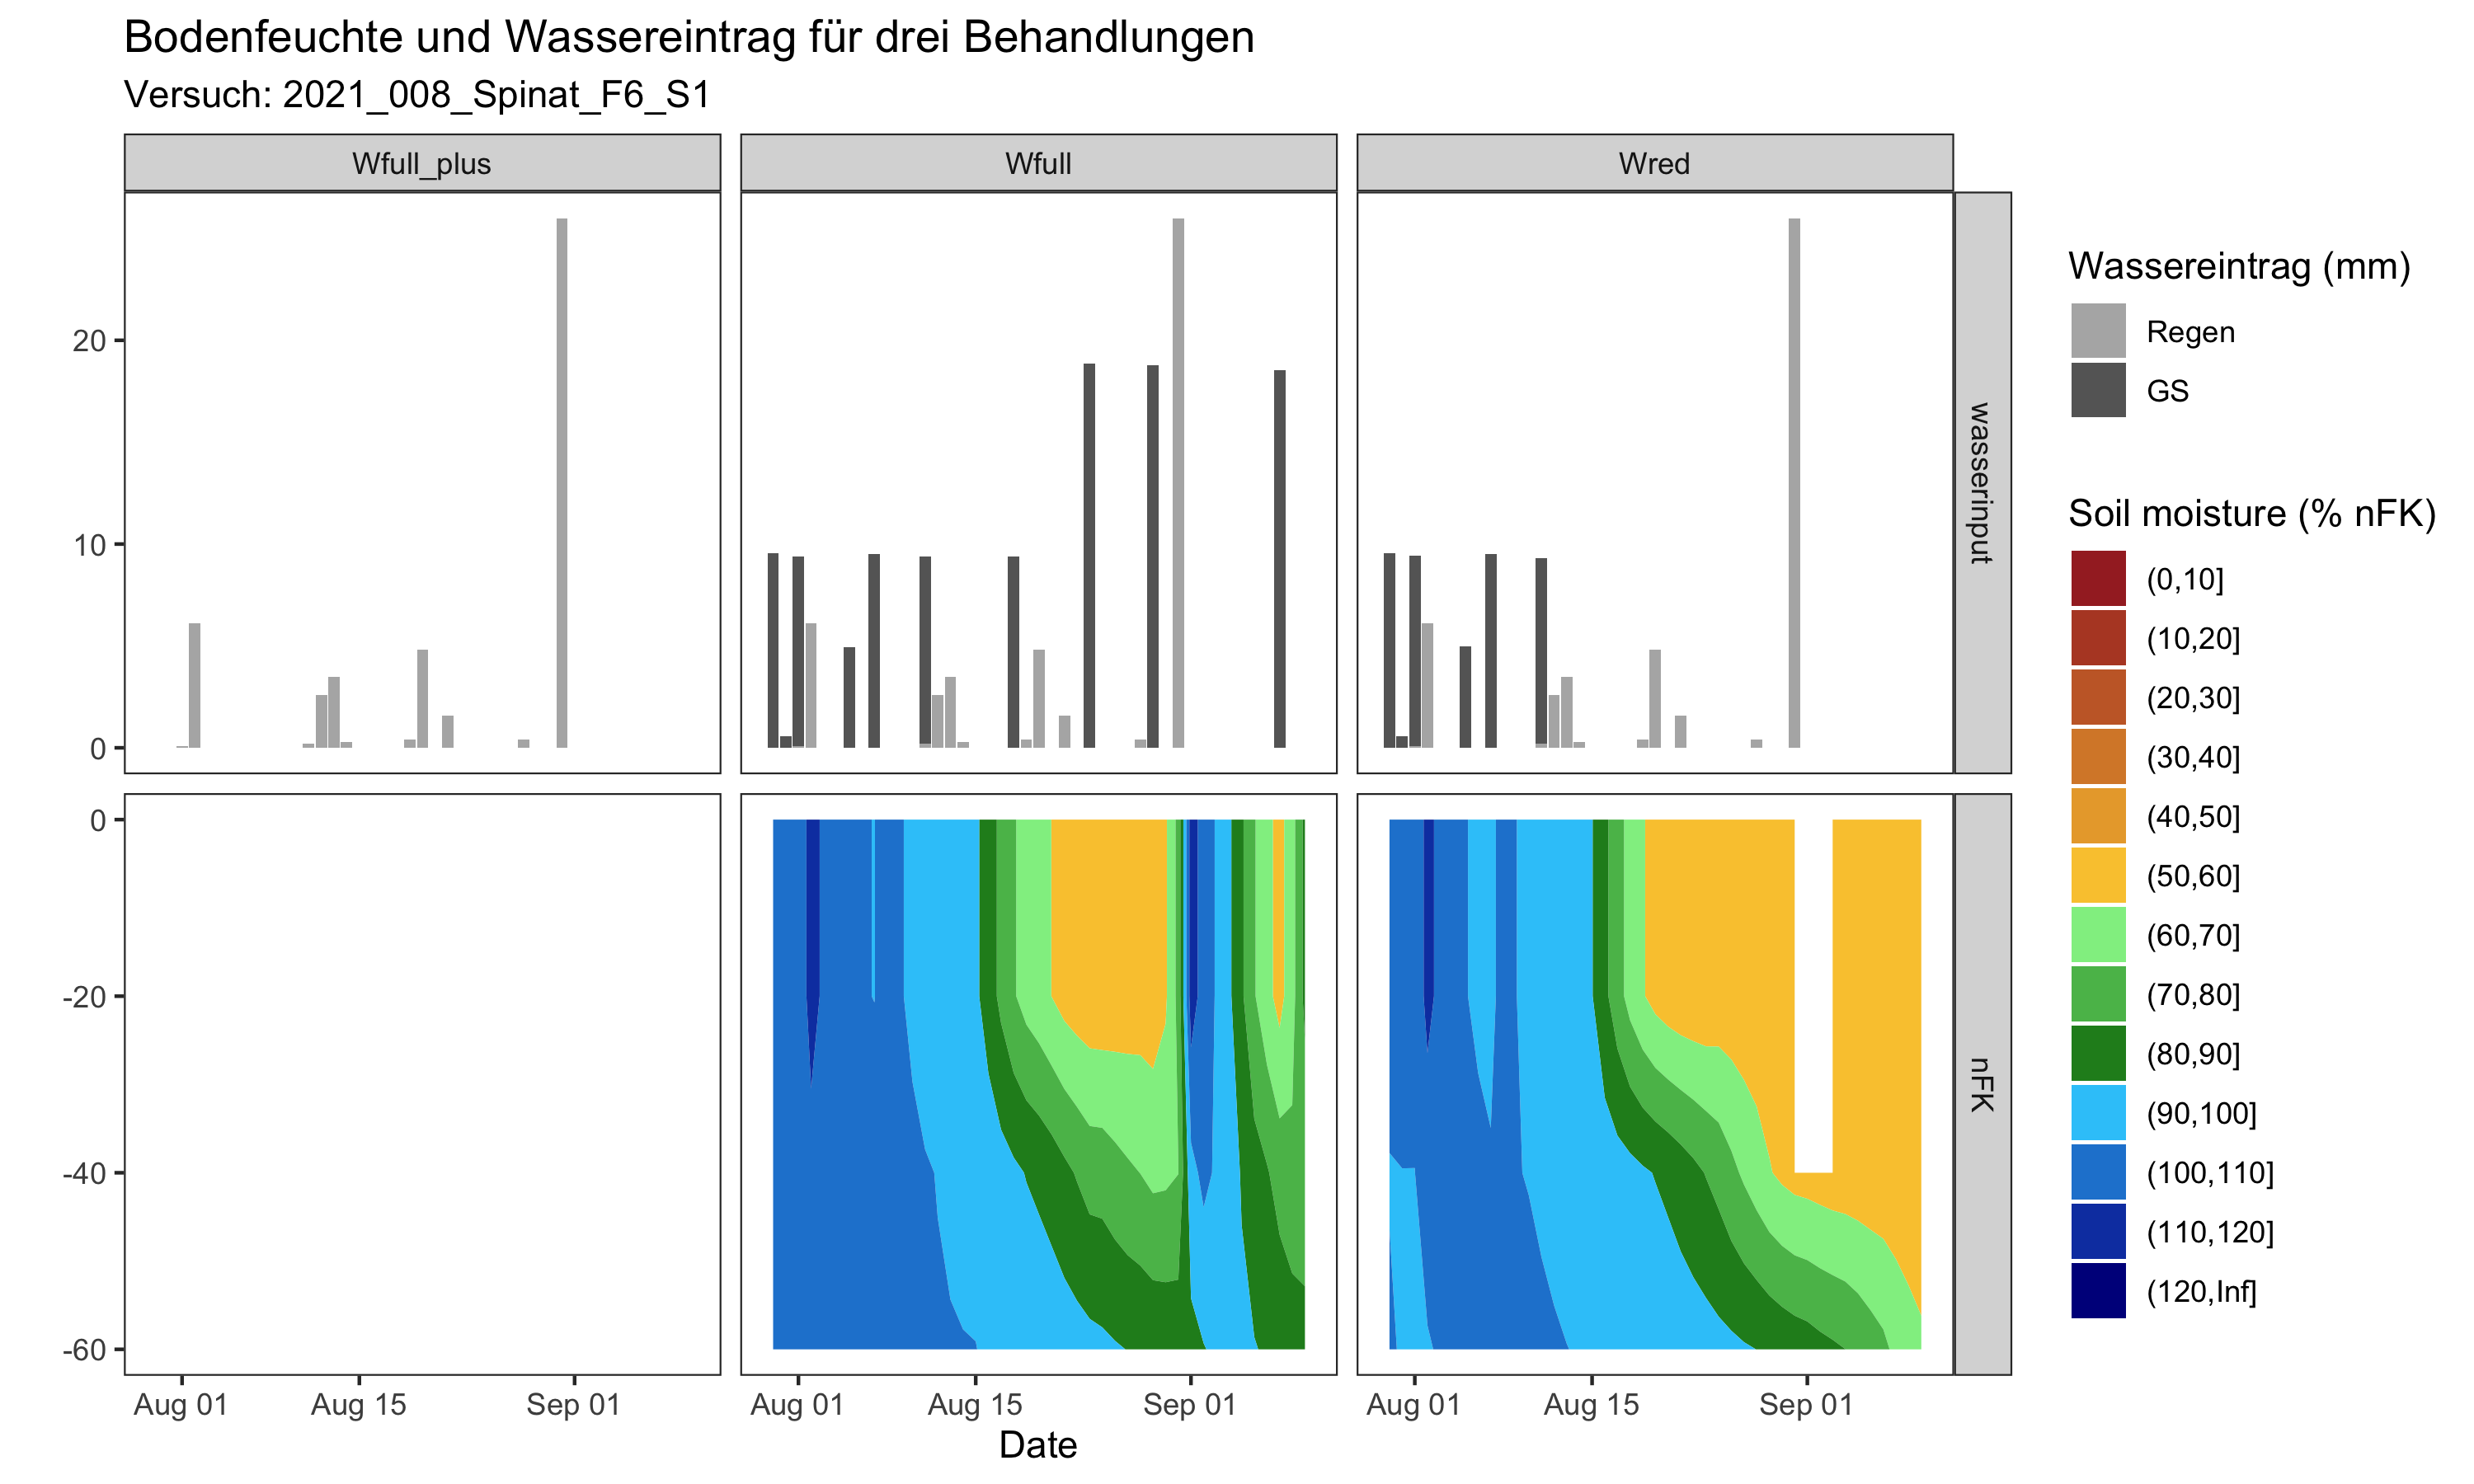 Bodenfeuchte und Wassereintrag für drei Behandlungen
Versuch: 2021_008_Spinat_F6_S1
Wfull_plus
Wfull
Wred
20
10
0
wasserinput
0
-20
-40
-60
nFK
Aug 01
Aug 15
Sep 01
Aug 01
Aug 15
Sep 01
Aug 01
Aug 15
Sep 01
Date
Wassereintrag (mm)
Regen
GS
Soil moisture (% nFK)
(0,10]
(10,20]
(20,30]
(30,40]
(40,50]
(50,60]
(60,70]
(70,80]
(80,90]
(90,100]
(100,110]
(110,120]
(120,Inf]